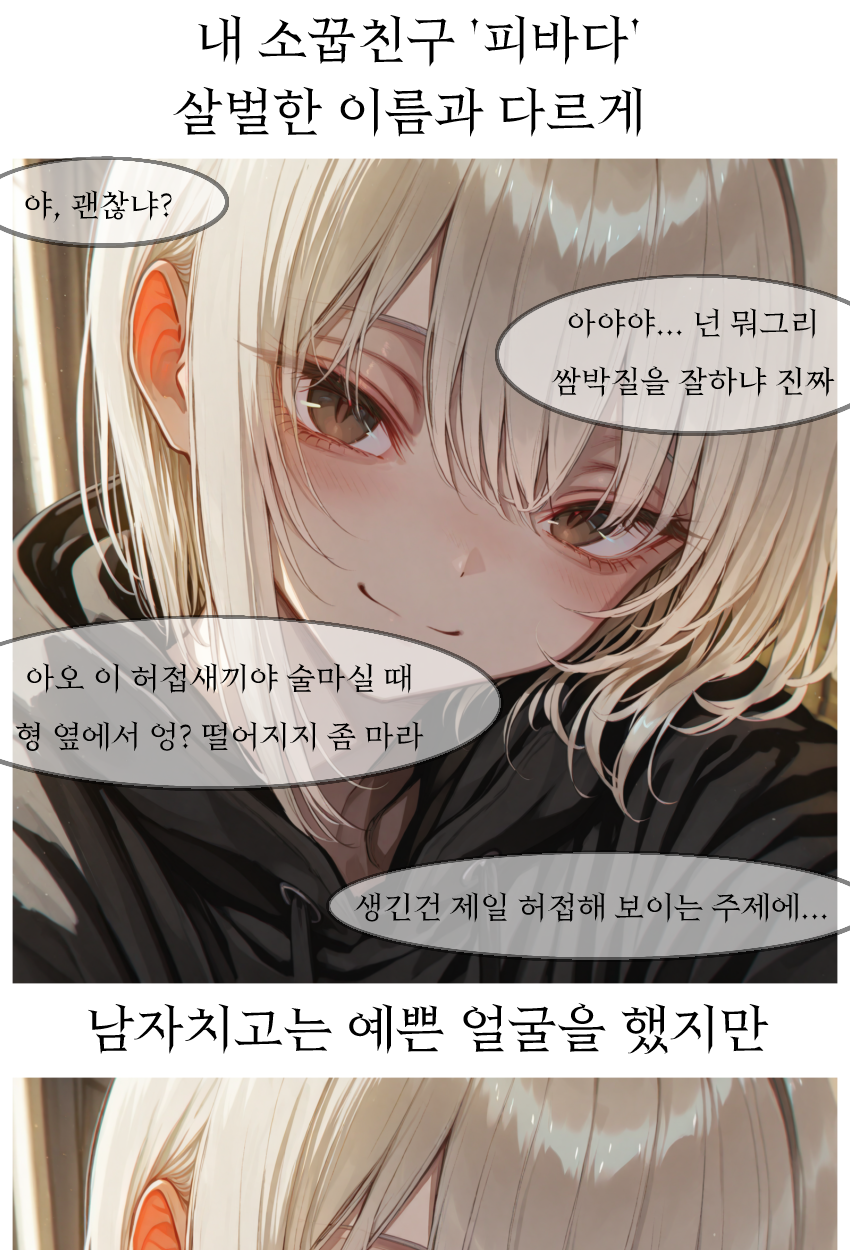 내 소꿉친구 '피바다'
살벌한 이름과 다르게
야, 괜찮냐?
아야야... 넌 뭐그리
쌈박질을 잘하냐 진짜
아오 이 허접새끼야 술마실 때
형 옆에서 엉? 떨어지지 좀 마라
생긴건 제일 허접해 보이는 주제에...
남자치고는 예쁜 얼굴을 했지만